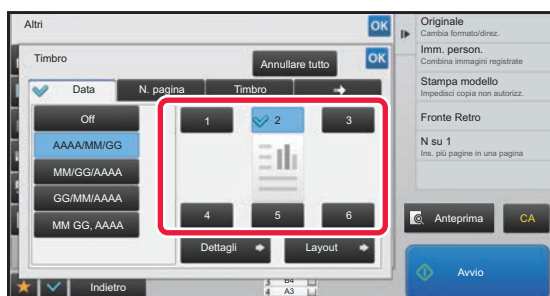 Altri
OK
Timbro
Annullare tutto
OK
Data
N. pagina
Timbro
Off
AAAA/MM/GG
MM/GG/AAAA
GG/MM/AAAA
MM GG, AAAA
1
2
3
4
5
6
Dettagli
Layout
Indietro
3 B4
4 A3
Originale
Cambia formato/direz.
Imm. person.
Combina immagini registrate
Stampa modello
Impedisci copia non autorizz.
Fronte Retro
N su 1
Ins. più pagine in una pagina
Anteprima
CA
Avvio